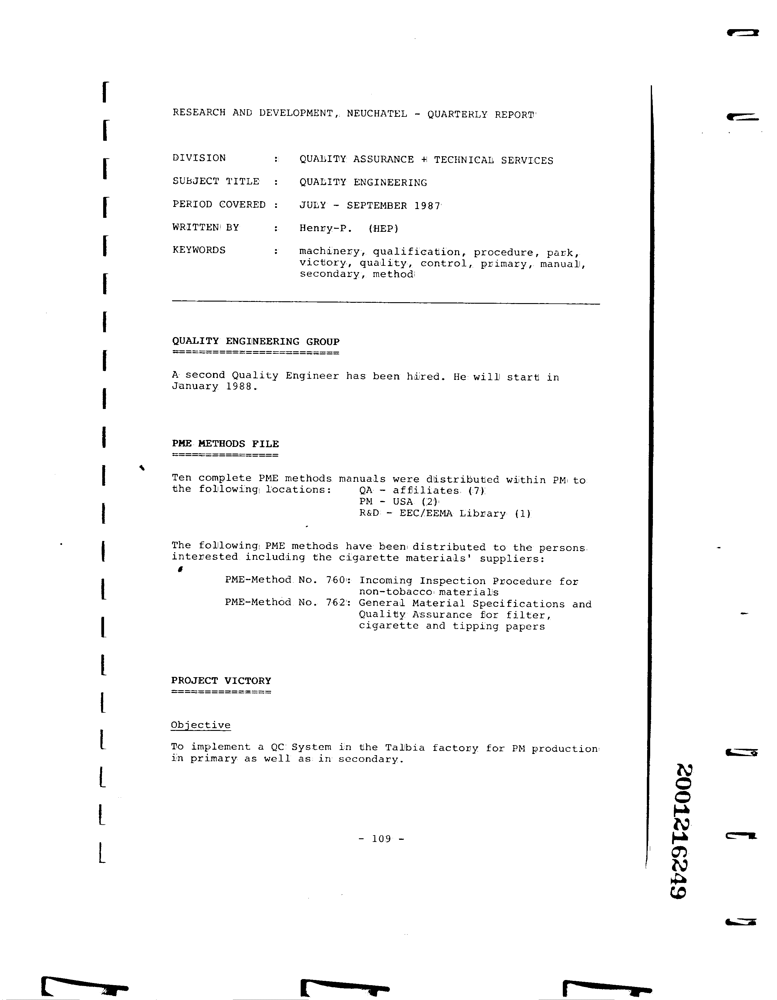 RESEARCH AND DEVELOPMENT, NEUCHATEL - QUARTERLY REPORT
DIVISION : QUALITY ASSURANCE + TECHNICAL SERVICES
SUBJECT TITLE : QUALITY ENGINEERING
PERIOD COVERED : JULY - SEPTEMBER 1987
WRITTEN BY : Henry-P. (HEP)
KEYWORDS : machinery, qualification, procedure, park,
victory, quality, control, primary, manual,
secondary, method
QUALITY ENGINEERING GROUP
=========================
A second Quality Engineer has been hired. He will start in
January 1988.
PME METHODS FILE
================
Ten complete PME methods manuals were distributed within PM to
the following locations: QA - affiliates (7)
PM - USA (2)
R&D - EEC/EEMA Library (1)
The following PME methods have been distributed to the persons
interested including the cigarette materials' suppliers:
PME-Method No. 760: Incoming Inspection Procedure for
non-tobacco materials
PME-Method No. 762: General Material Specifications and
Quality Assurance for filter,
cigarette and tipping papers
PROJECT VICTORY
===============
Objective
To implement a QC System in the Talbia factory for PM production
in primary as well as in secondary.
- 109 -
2001216249